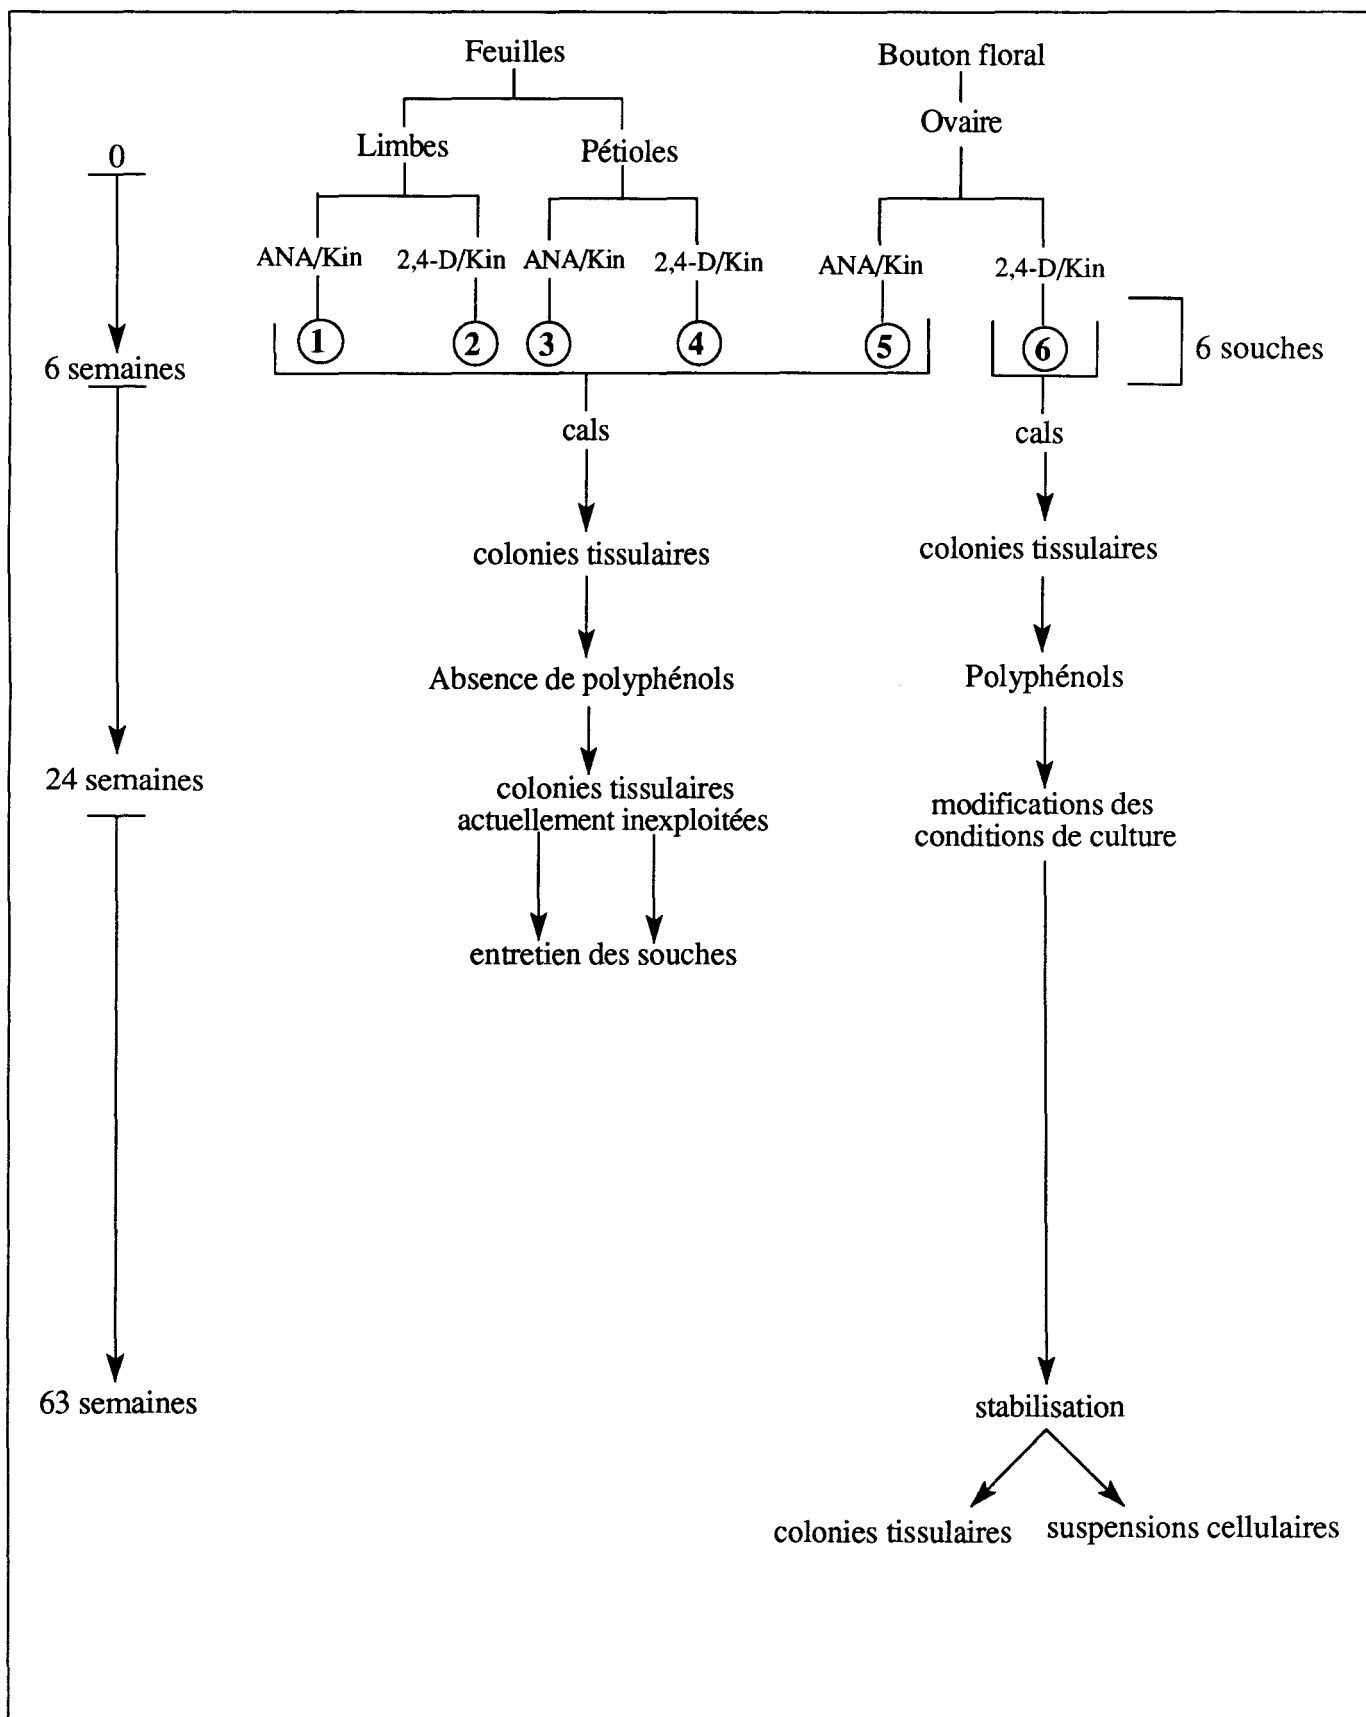 Feuilles
Bouton floral
Ovaire
Limbes
Pétioles
0
ANA/Kin
2,4-D/Kin
ANA/Kin
2,4-D/Kin
ANA/Kin
2,4-D/Kin
1
2
3
4
5
6
6 souches
6 semaines
cals
cals
colonies tissulaires
colonies tissulaires
Absence de polyphénols
Polyphénols
24 semaines
colonies tissulaires
actuellement inexploitées
modifications des
conditions de culture
entretien des souches
63 semaines
stabilisation
colonies tissulaires
suspensions cellulaires